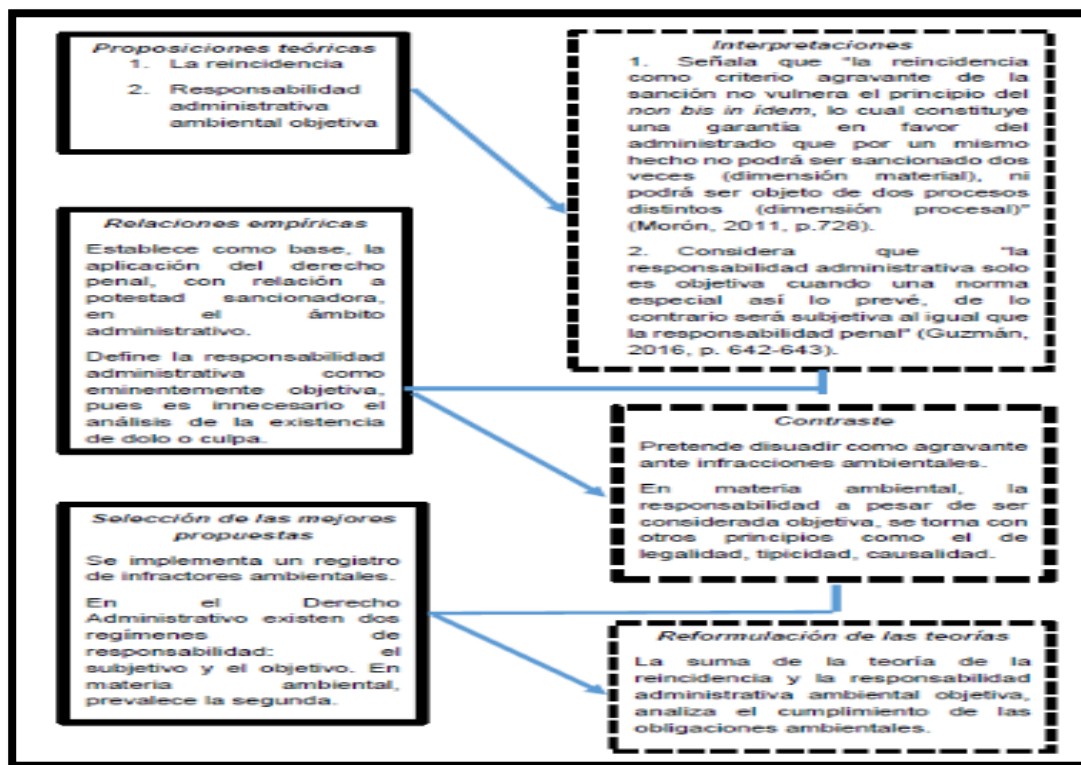 Proposiciones teóricas
1. La reincidencia
2. Responsabilidad
administrativa
ambiental objetiva
Interpretaciones
1. Señala que "la reincidencia
como criterio agravante de la
sanción no vulnera el principio del
non bis in ídem, lo cual constituye
una garantía en favor del
administrado que por un mismo
hecho no podrá ser sancionado dos
veces (dimensión material), ni
podrá ser objeto de dos procesos
distintos (dimensión procesal)"
(Morón, 2011, p.728).
2. Considera que "la
responsabilidad administrativa solo
es objetiva cuando una norma
especial así lo prevé, de lo
contrario será subjetiva al igual que
la responsabilidad penal" (Guzmán,
2016, p. 642-643).
Relaciones empíricas
Establece como base, la
aplicación del derecho
penal, con relación a
potestad sancionadora,
en el ámbito
administrativo.
Define la responsabilidad
administrativa como
eminentemente objetiva,
pues es innecesario el
análisis de la existencia
de dolo o culpa.
Contraste
Pretende disuadir como agravante
ante infracciones ambientales.
En materia ambiental, la
responsabilidad a pesar de ser
considerada objetiva, se torna con
otros principios como el de
legalidad, tipicidad, causalidad.
Selección de las mejores
propuestas
Se implementa un registro
de infractores ambientales.
En el Derecho
Administrativo existen dos
regímenes de
responsabilidad: el
subjetivo y el objetivo. En
materia ambiental,
prevalece la segunda.
Reformulación de las teorías
La suma de la teoría de la
reincidencia y la responsabilidad
administrativa ambiental objetiva,
analiza el cumplimiento de las
obligaciones ambientales.